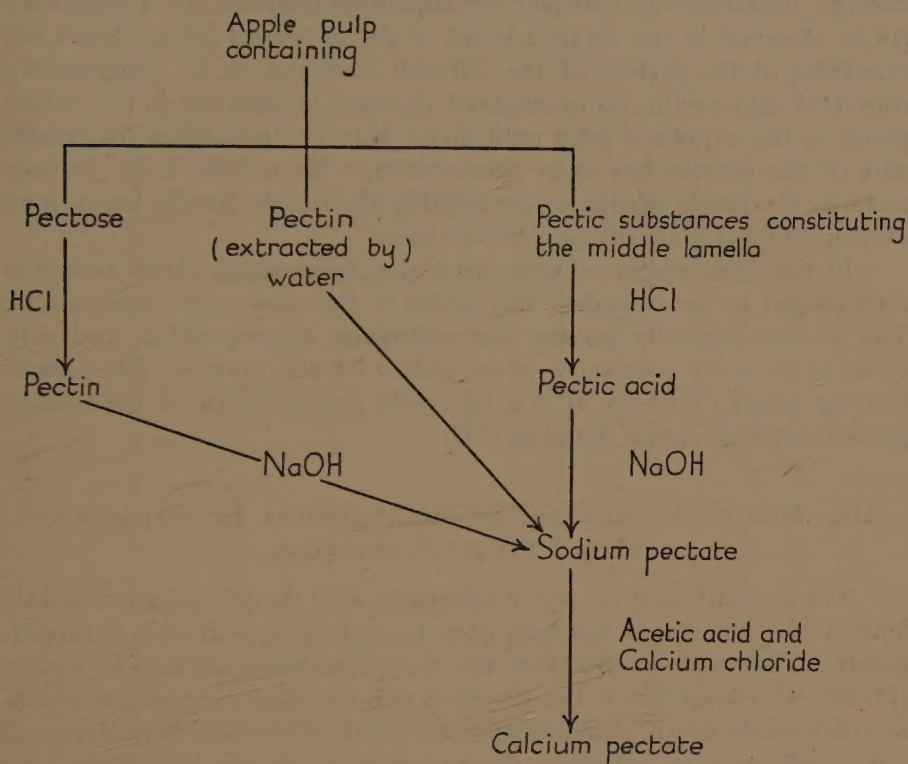 Apple pulp
containing
Pectose
Pectin
(extracted by)
water
Pectic substances constituting
the middle lamella
HCl
HCl
Pectin
Pectic acid
NaOH
NaOH
Sodium pectate
Acetic acid and
Calcium chloride
Calcium pectate